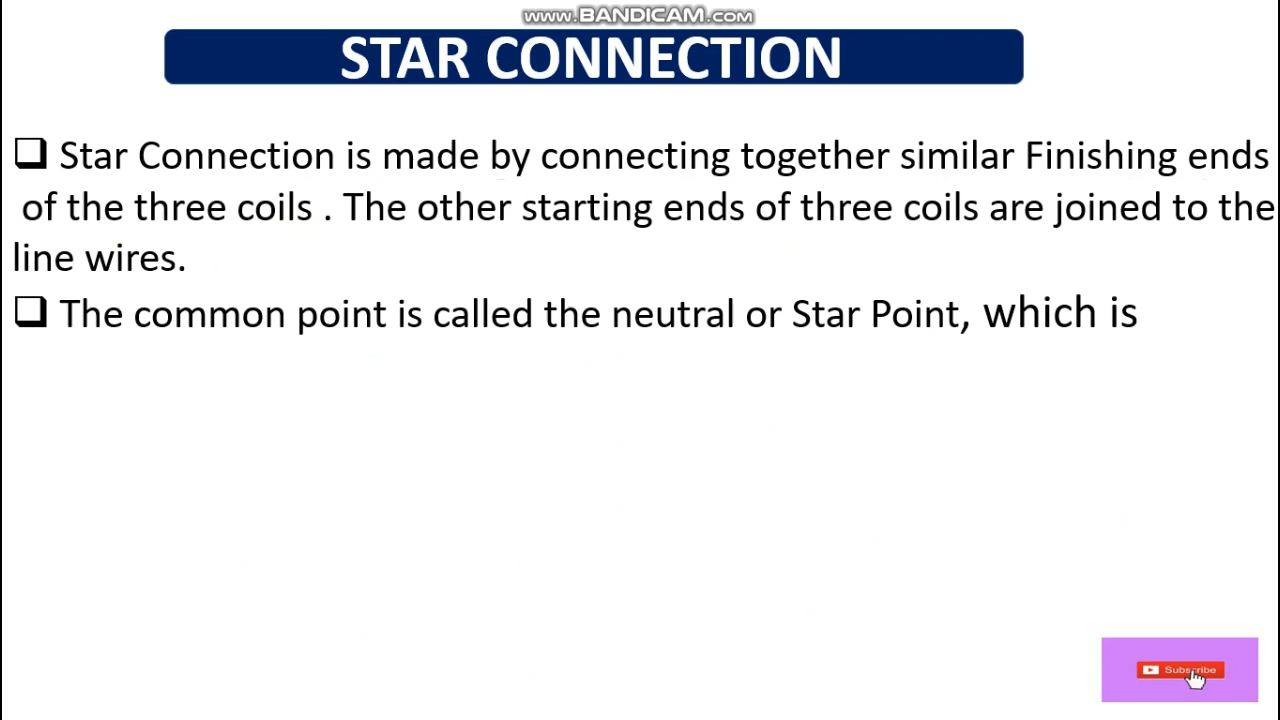 www.BANDICAM.com
STAR CONNECTION
❑ Star Connection is made by connecting together similar Finishing ends
of the three coils . The other starting ends of three coils are joined to the
line wires.
❑ The common point is called the neutral or Star Point, which is
Subscribe